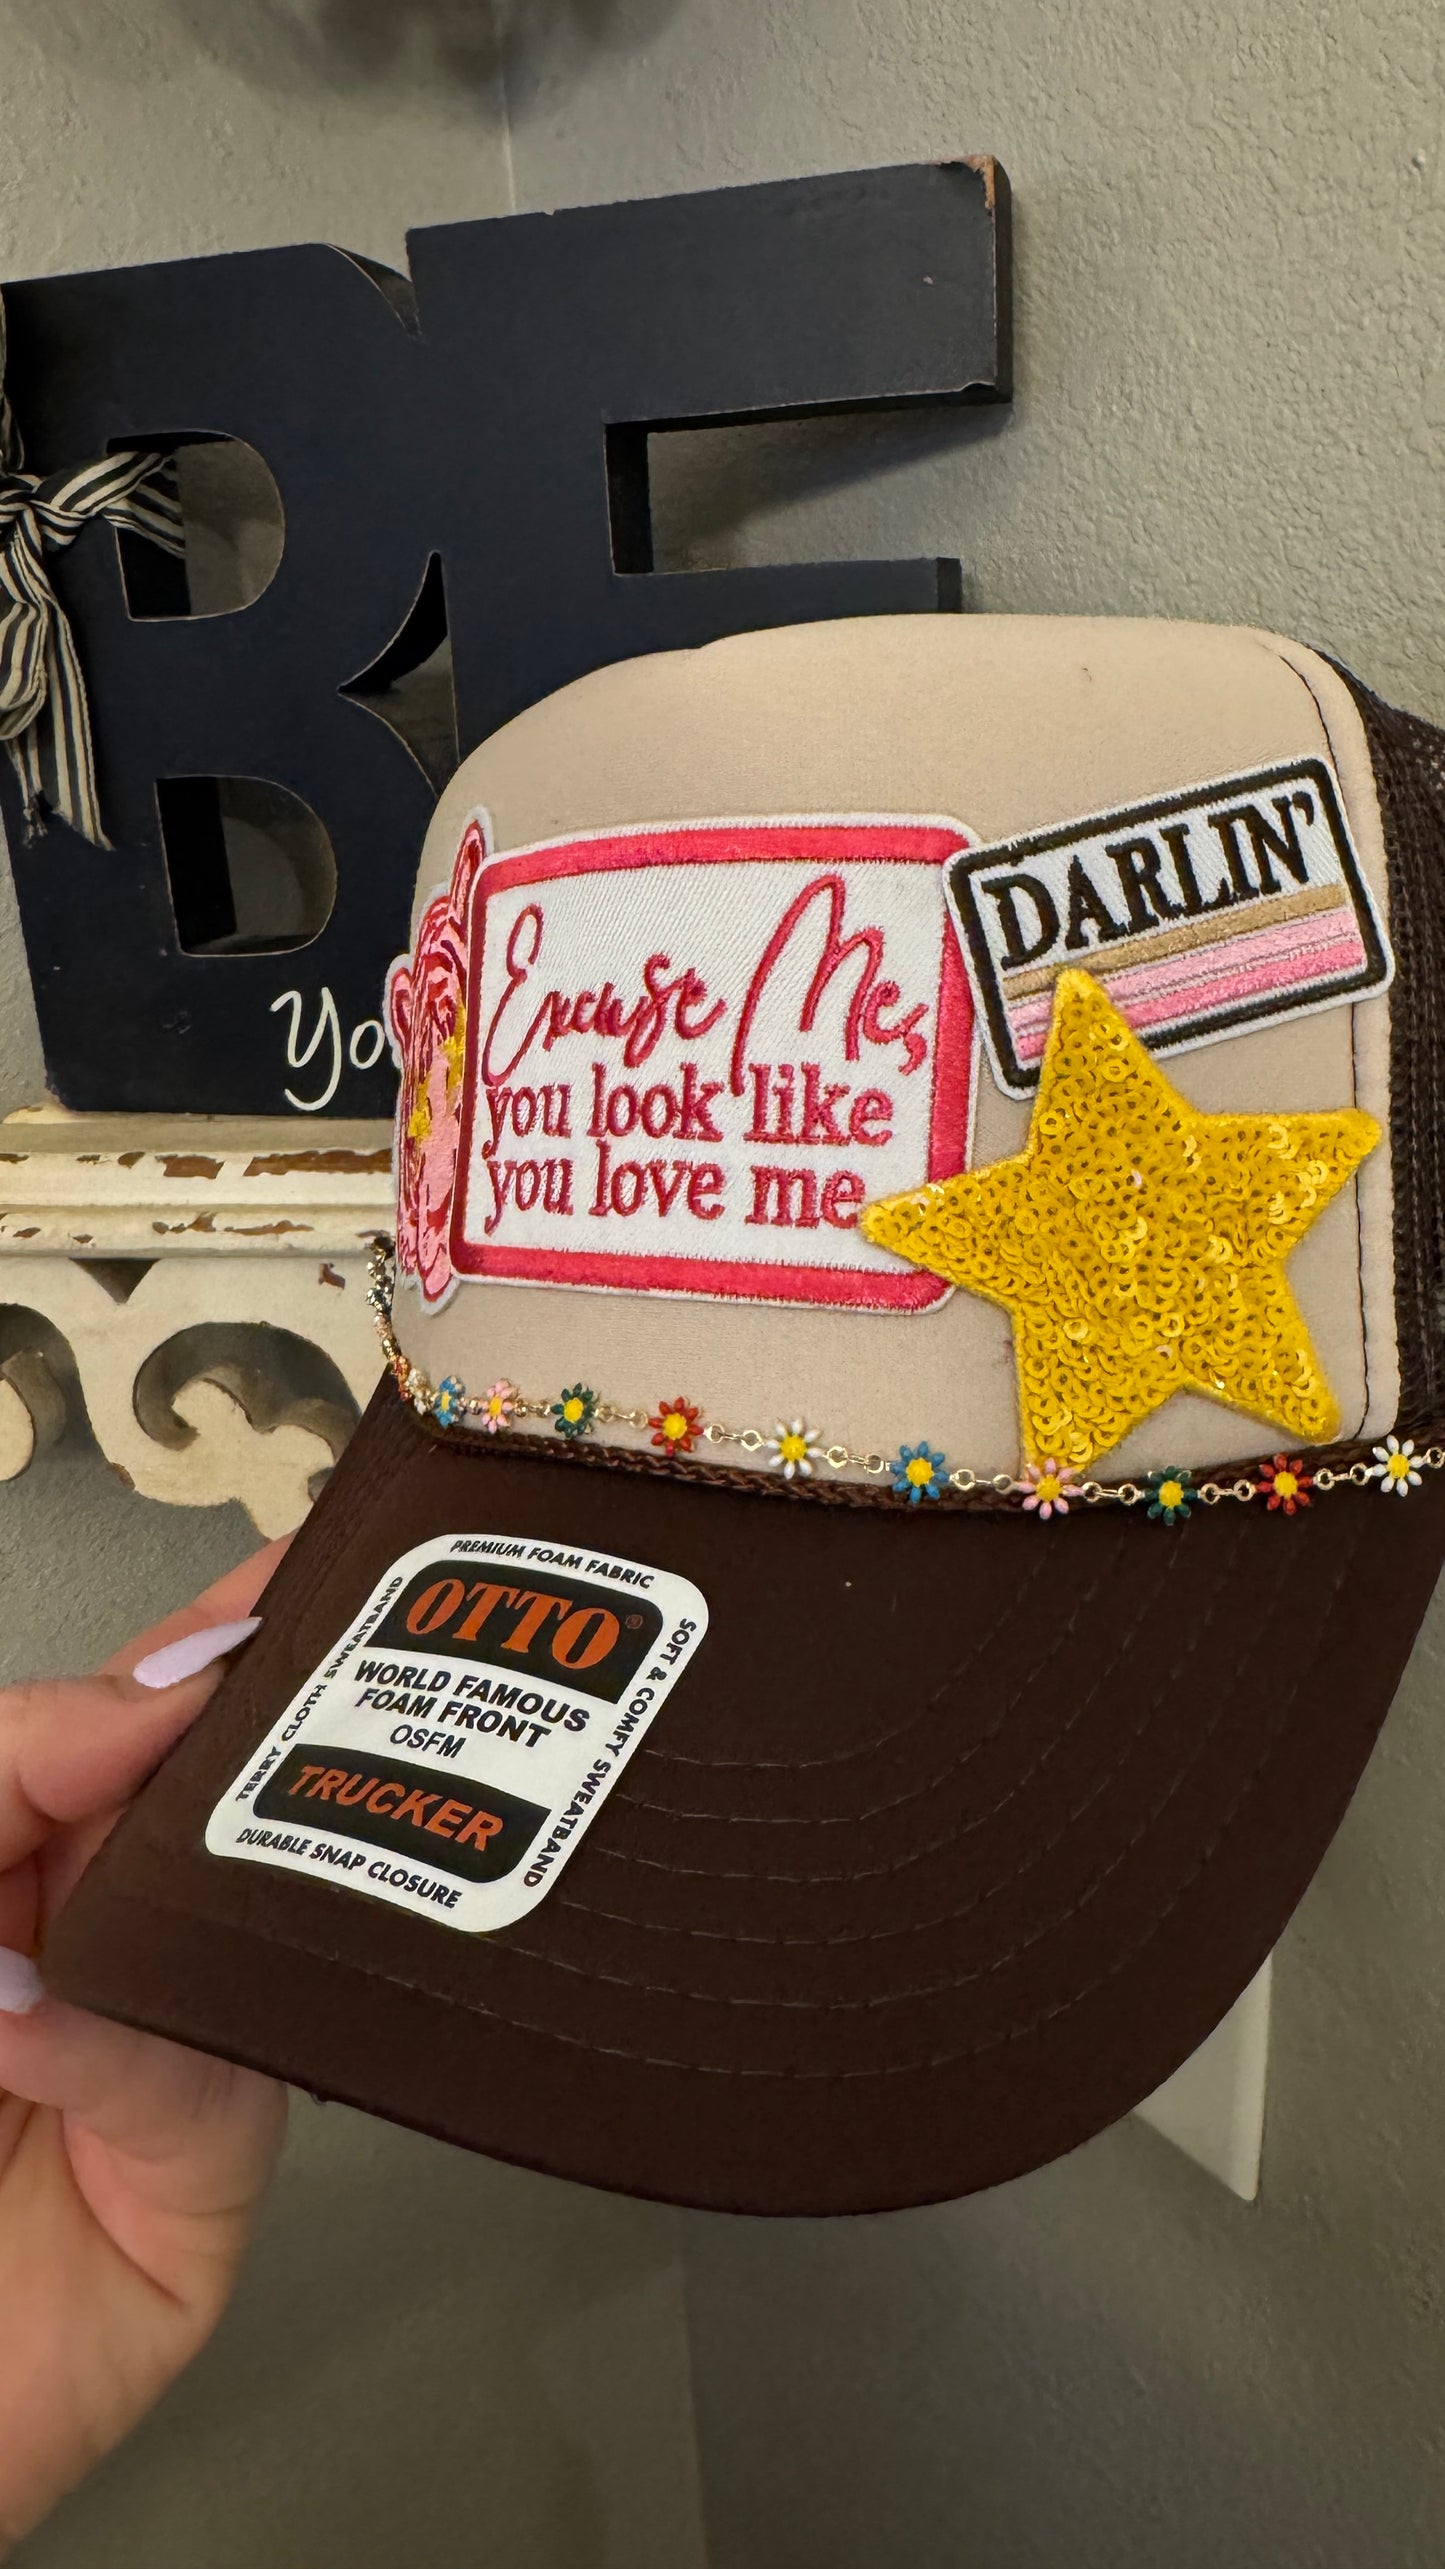 BE
Yo
DARLIN'
Excuse Me,
you look like
you love me
PREMIUM FOAM FABRIC
OTTO®
WORLD FAMOUS
FOAM FRONT
OSFM
TRUCKER
DURABLE SNAP CLOSURE
TERRY CLOTH SWEATBAND
SOFT & COMFY SWEATBAND